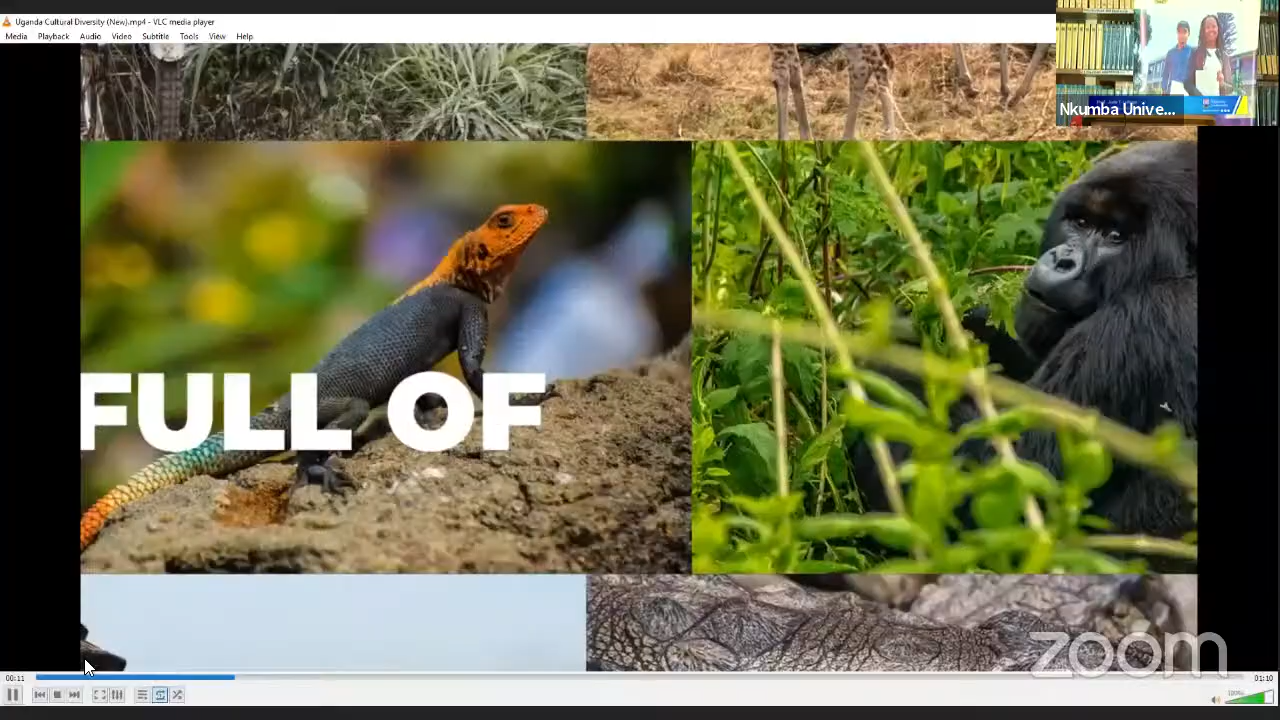 Uganda Cultural Diversity (New).mp4 - VLC media player
Media Playback Audio Video Subtitle Tools View Help
Nkumba Unive...
FULL OF
zoom
00:11
01:10
100%